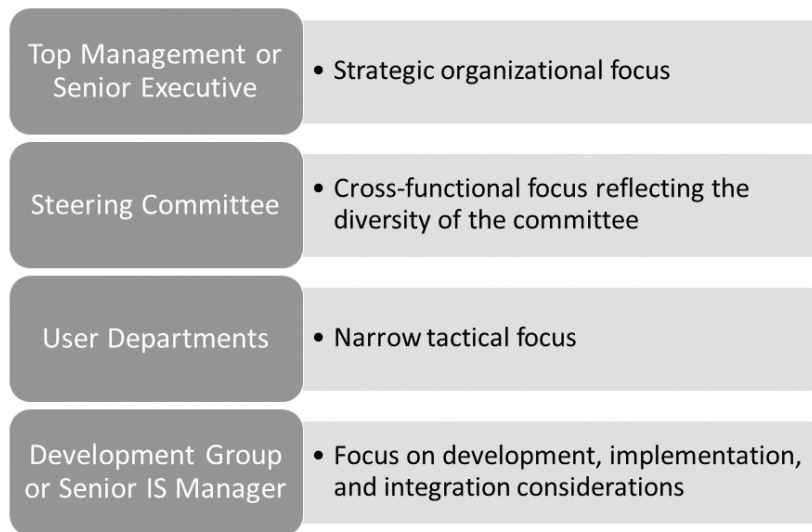 Top Management or
Senior Executive
• Strategic organizational focus
Steering Committee
• Cross-functional focus reflecting the
diversity of the committee
User Departments
• Narrow tactical focus
Development Group
or Senior IS Manager
• Focus on development, implementation,
and integration considerations